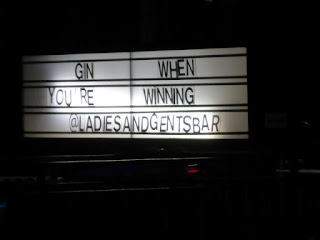 GIN WHEN
YOU'RE WINNING
@LADIESANDGENTSBAR